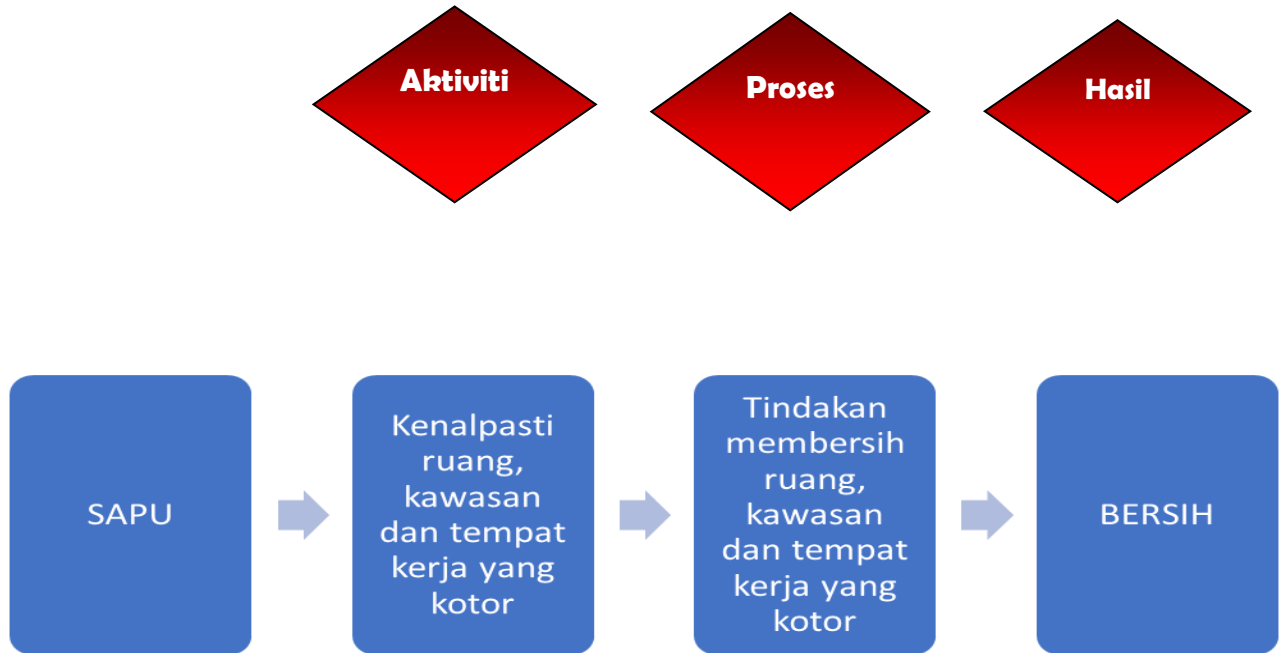 Aktiviti
Proses
Hasil
SAPU
Kenalpasti
ruang,
kawasan
dan tempat
kerja yang
kotor
Tindakan
membersih
ruang,
kawasan
dan tempat
kerja yang
kotor
BERSIH